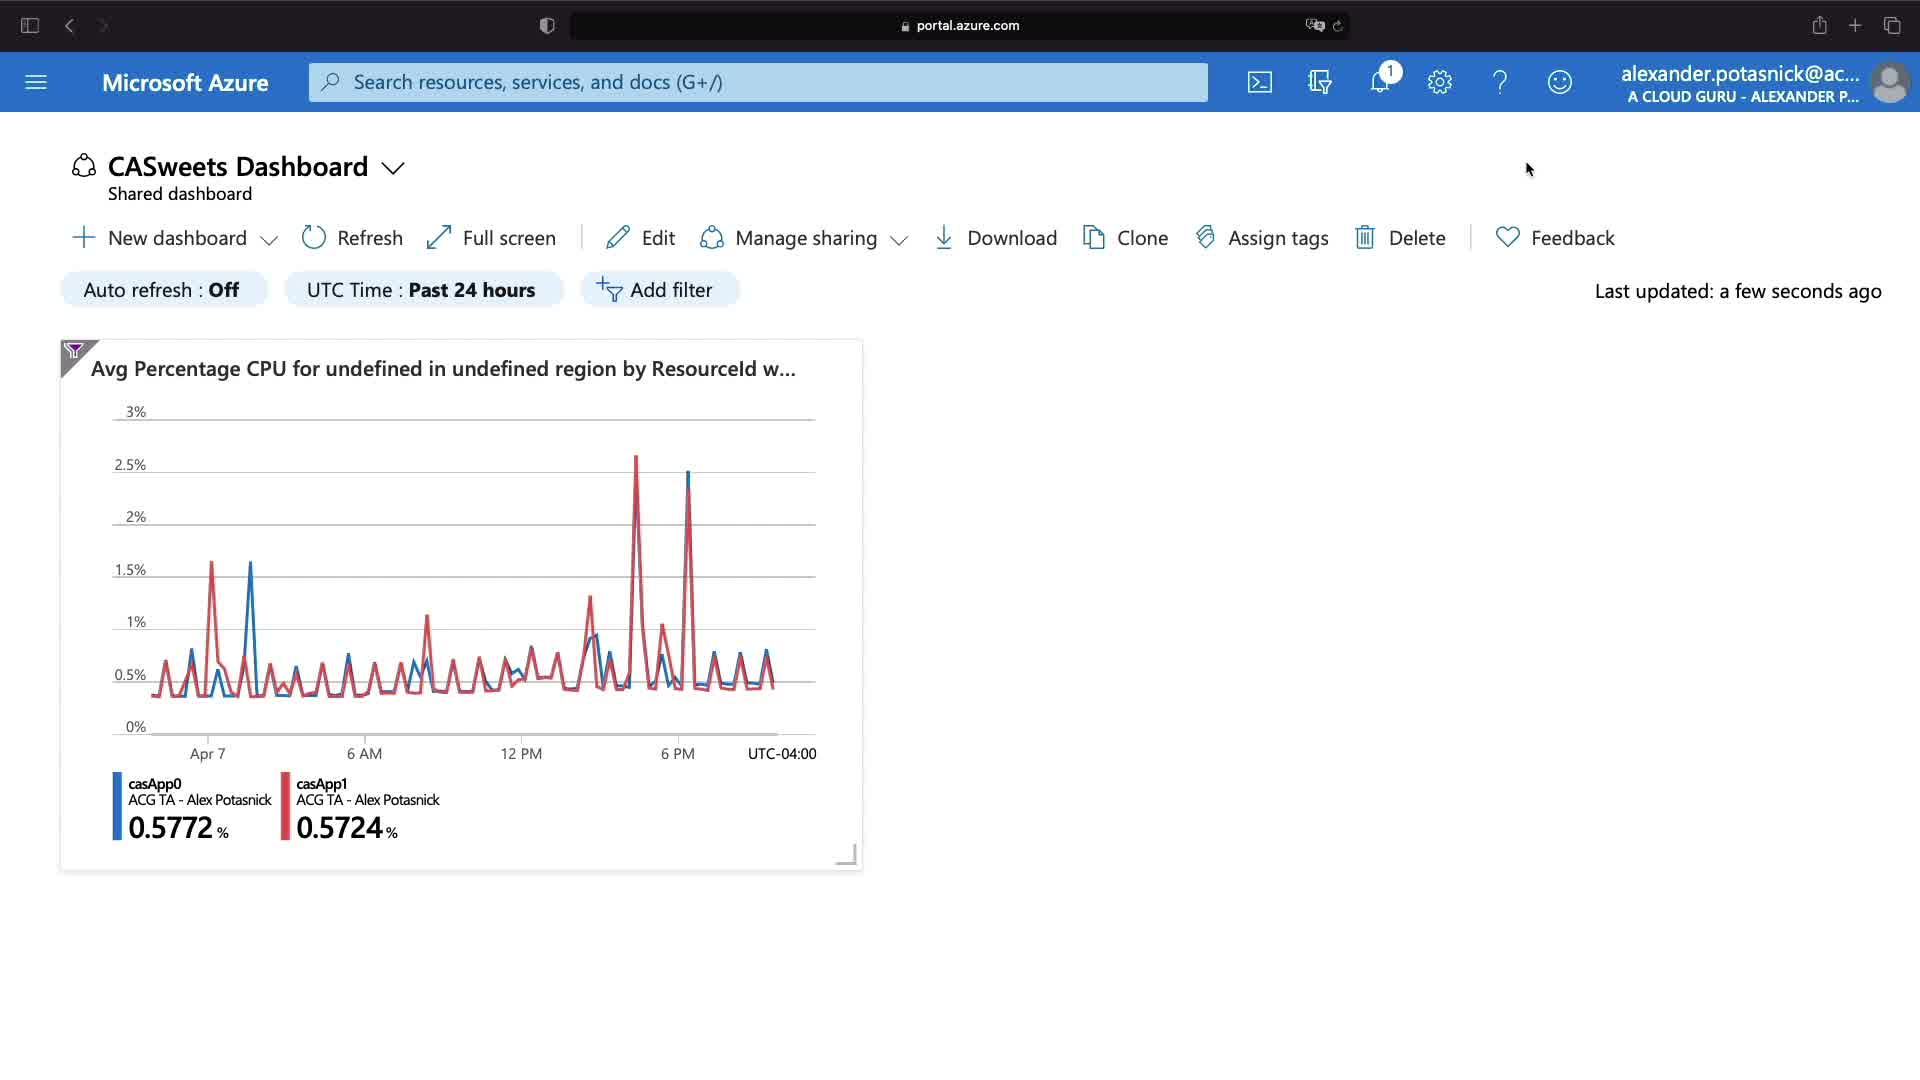 portal.azure.com
Microsoft Azure
Search resources, services, and docs (G+/)
1
alexander.potasnick@ac...
A CLOUD GURU - ALEXANDER P...
CASweets Dashboard
Shared dashboard
New dashboard
Refresh
Full screen
Edit
Manage sharing
Download
Clone
Assign tags
Delete
Feedback
Auto refresh : Off
UTC Time : Past 24 hours
Add filter
Last updated: a few seconds ago
Avg Percentage CPU for undefined in undefined region by ResourceId w...
3%
2.5%
2%
1.5%
1%
0.5%
0%
Apr 7
6 AM
12 PM
6 PM
UTC-04:00
casApp0
ACG TA - Alex Potasnick
0.5772 %
casApp1
ACG TA - Alex Potasnick
0.5724 %